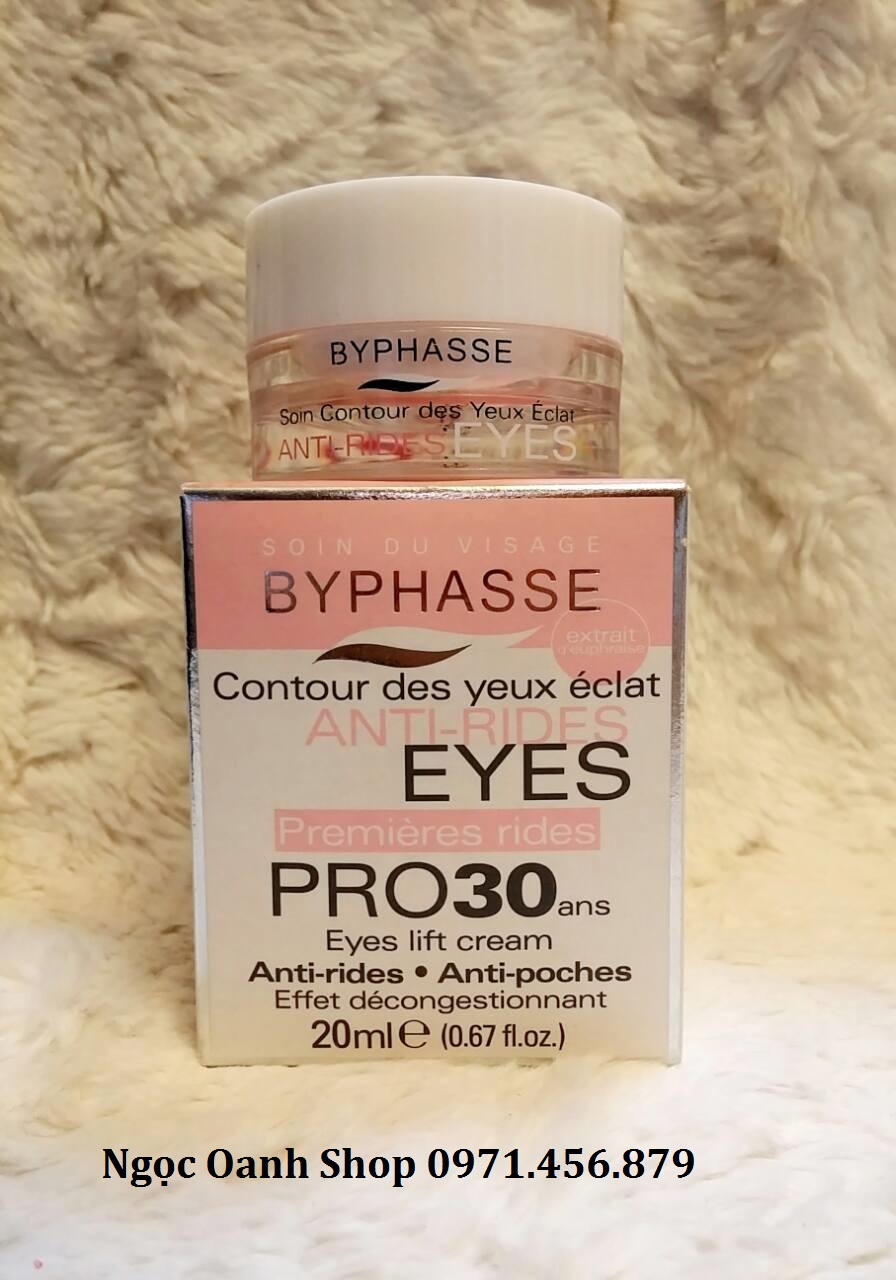 BYPHASSE
Soin Contour des Yeux Éclat
ANTI-RIDES EYES
SOIN DU VISAGE
BYPHASSE
extrait
d'euphraise
Contour des yeux éclat
ANTI-RIDES
EYES
Premières rides
PRO30ans
Eyes lift cream
Anti-rides • Anti-poches
Effet décongestionnant
20ml℮ (0.67 fl.oz.)
Ngọc Oanh Shop 0971.456.879